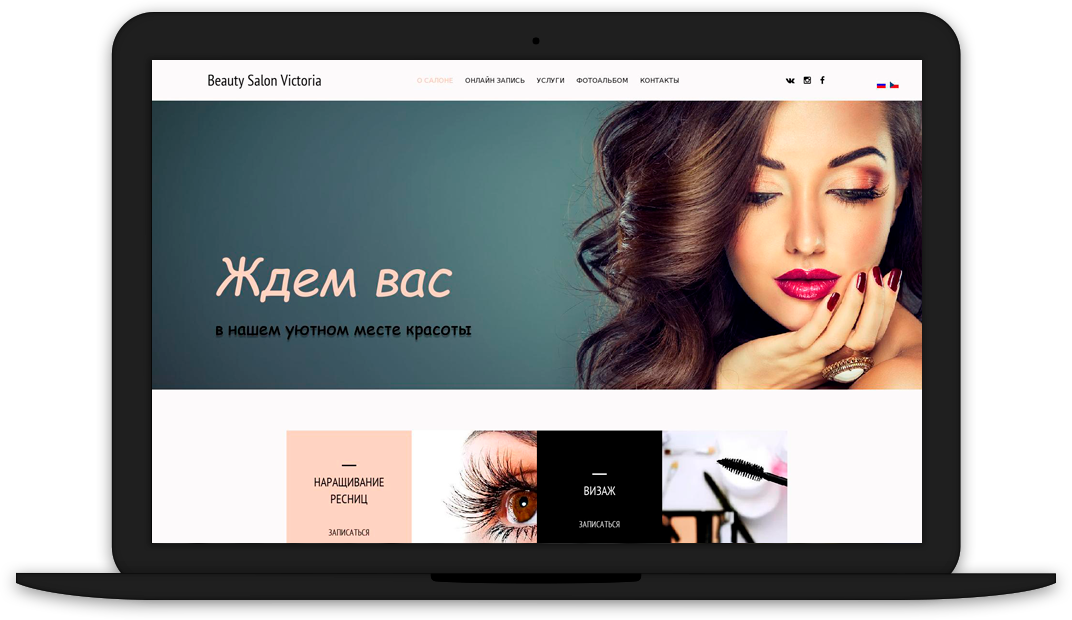 Beauty Salon Victoria
О САЛОНЕ ОНЛАЙН ЗАПИСЬ УСЛУГИ ФОТОАЛЬБОМ КОНТАКТЫ
Ждем вас
в нашем уютном месте красоты
НАРАЩИВАНИЕ
РЕСНИЦ
ЗАПИСАТЬСЯ
ВИЗАЖ
ЗАПИСАТЬСЯ